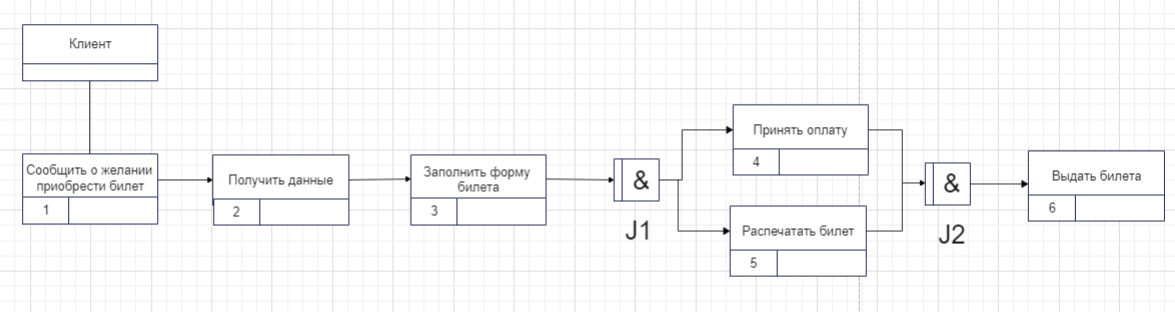 Клиент
Сообщить о желании
приобрести билет
1
Получить данные
2
Заполнить форму
билета
3
&
J1
Принять оплату
4
Распечатать билет
5
&
J2
Выдать билета
6